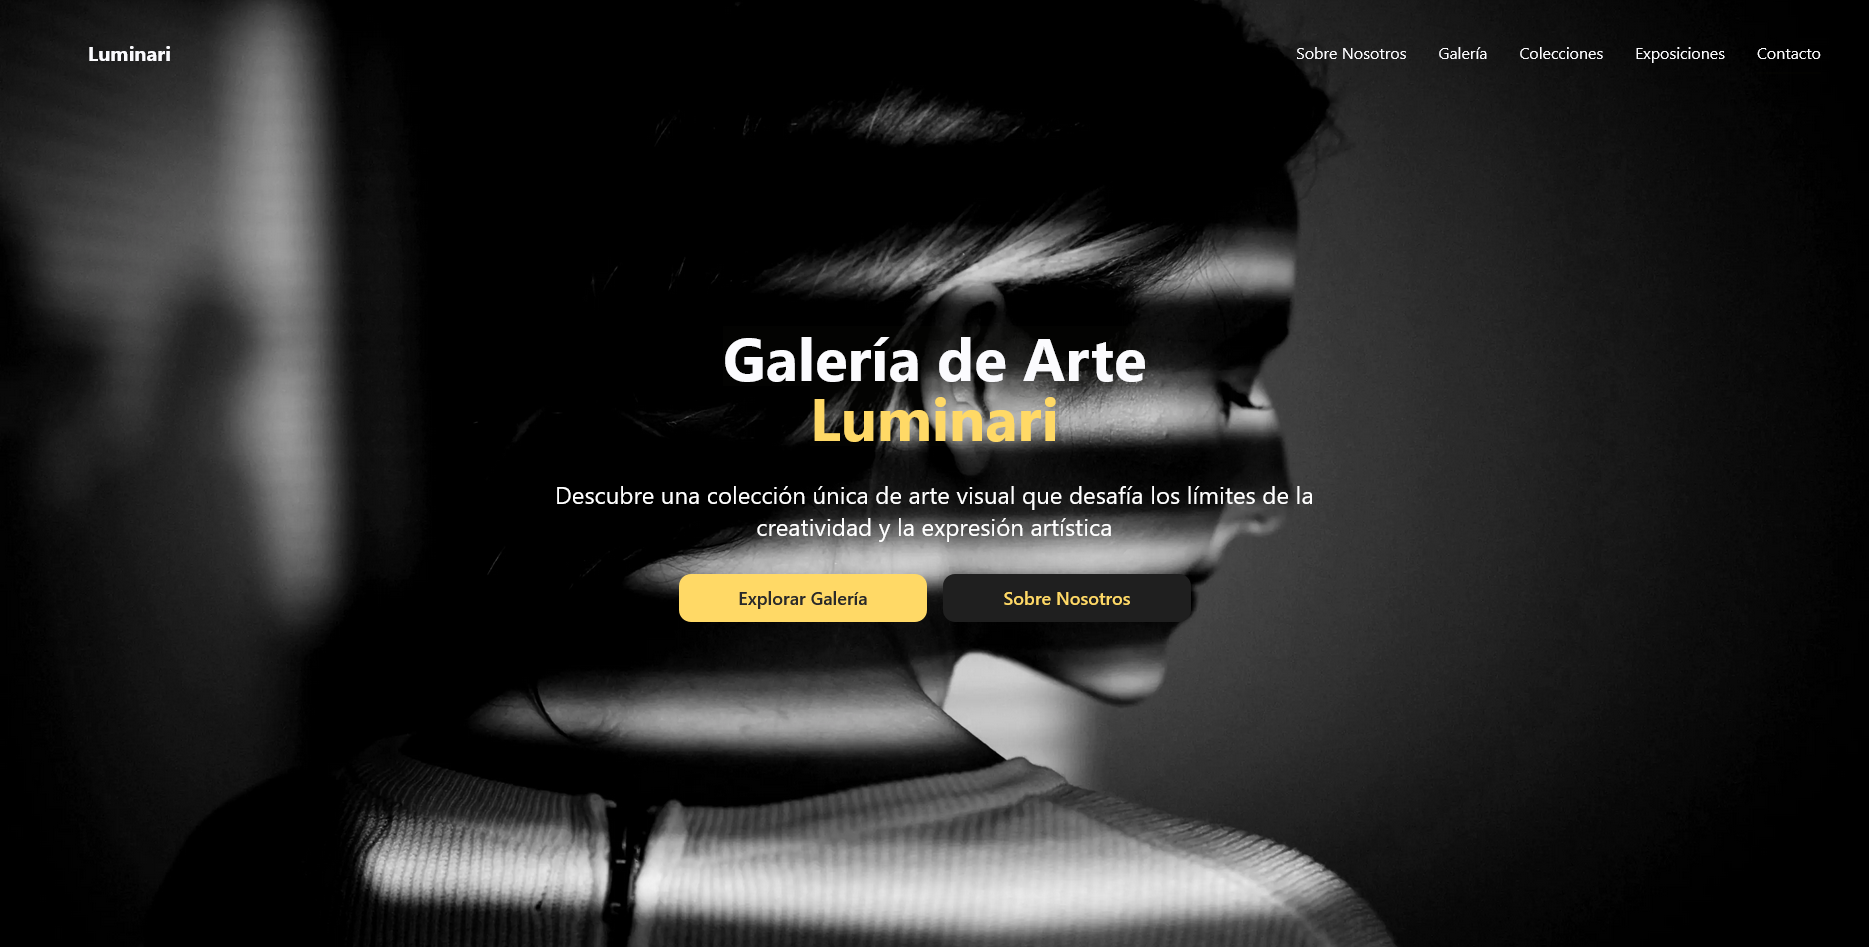 Luminari
Sobre Nosotros
Galería
Colecciones
Exposiciones
Contacto
Galería de Arte
Luminari
Descubre una colección única de arte visual que desafía los límites de la
creatividad y la expresión artística
Explorar Galería
Sobre Nosotros